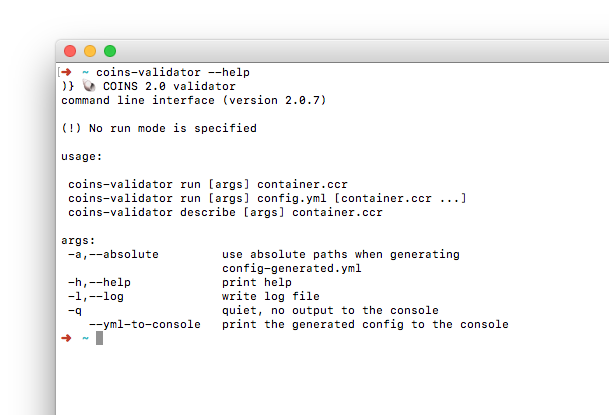 [➜  ~ coins-validator --help
)} 🐚 COINS 2.0 validator
command line interface (version 2.0.7)

(!) No run mode is specified

usage:

 coins-validator run [args] container.ccr
 coins-validator run [args] config.yml [container.ccr ...]
 coins-validator describe [args] container.ccr

args:
 -a,--absolute         use absolute paths when generating
                       config-generated.yml
 -h,--help             print help
 -l,--log              write log file
 -q                    quiet, no output to the console
    --yml-to-console   print the generated config to the console
➜  ~